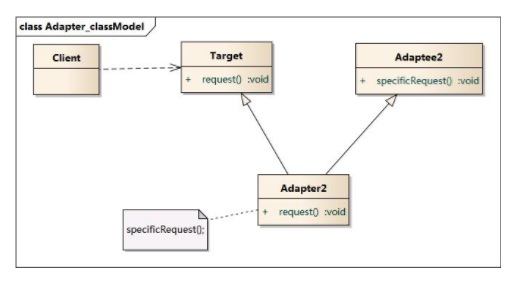 class Adapter_classModel
Client
Target
+ request() :void
Adaptee2
+ specificRequest() :void
Adapter2
+ request() :void
specificRequest();